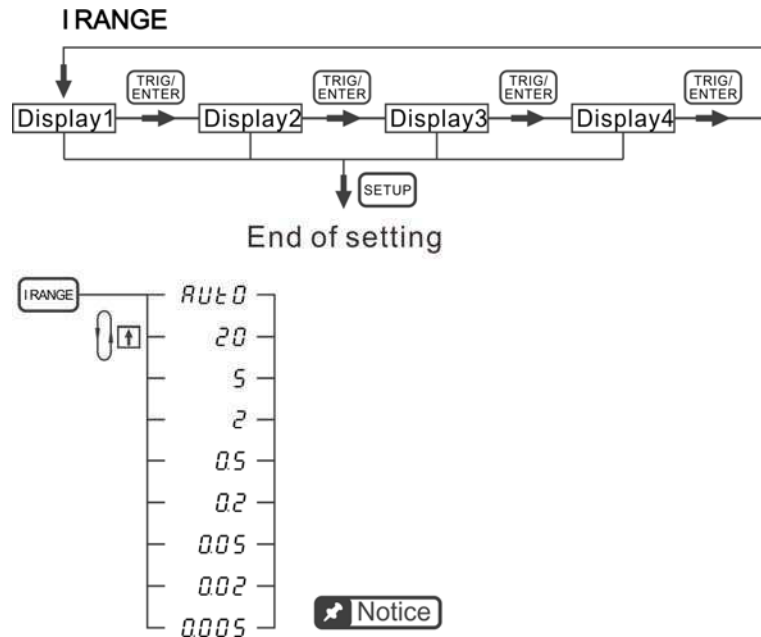 I RANGE
TRIG/ENTER TRIG/ENTER TRIG/ENTER TRIG/ENTER
Display1 Display2 Display3 Display4
SETUP
End of setting
I RANGE
AUtO
20
5
2
0.5
0.2
0.05
0.02
0.005
Notice